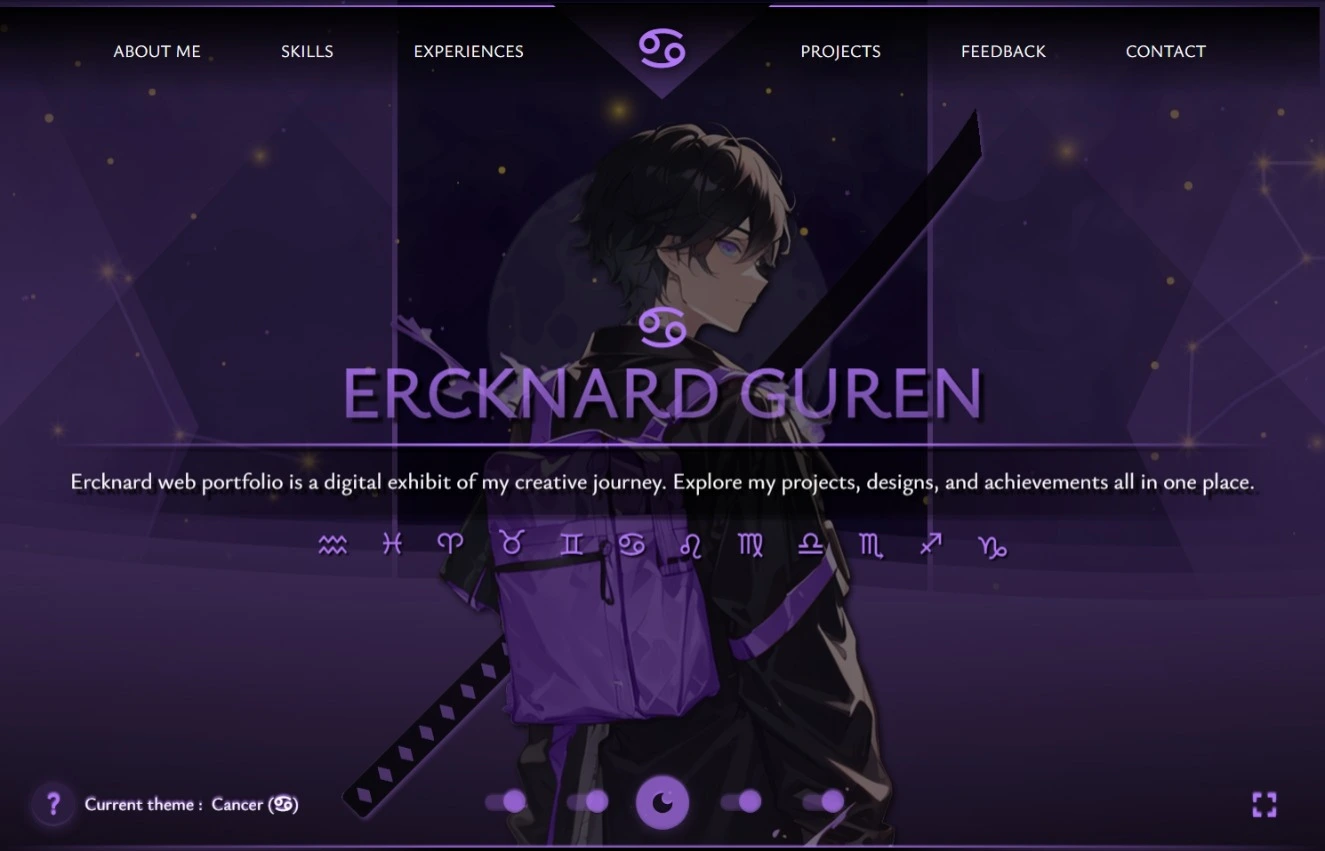 ABOUT ME SKILLS EXPERIENCES ♋ PROJECTS FEEDBACK CONTACT
♋
ERCKNARD GUREN
Ercknard web portfolio is a digital exhibit of my creative journey. Explore my projects, designs, and achievements all in one place.
♒ ♓ ♈ ♉ ♊ ♋ ♌ ♍ ♎ ♏ ♐ ♑
? Current theme : Cancer (♋)